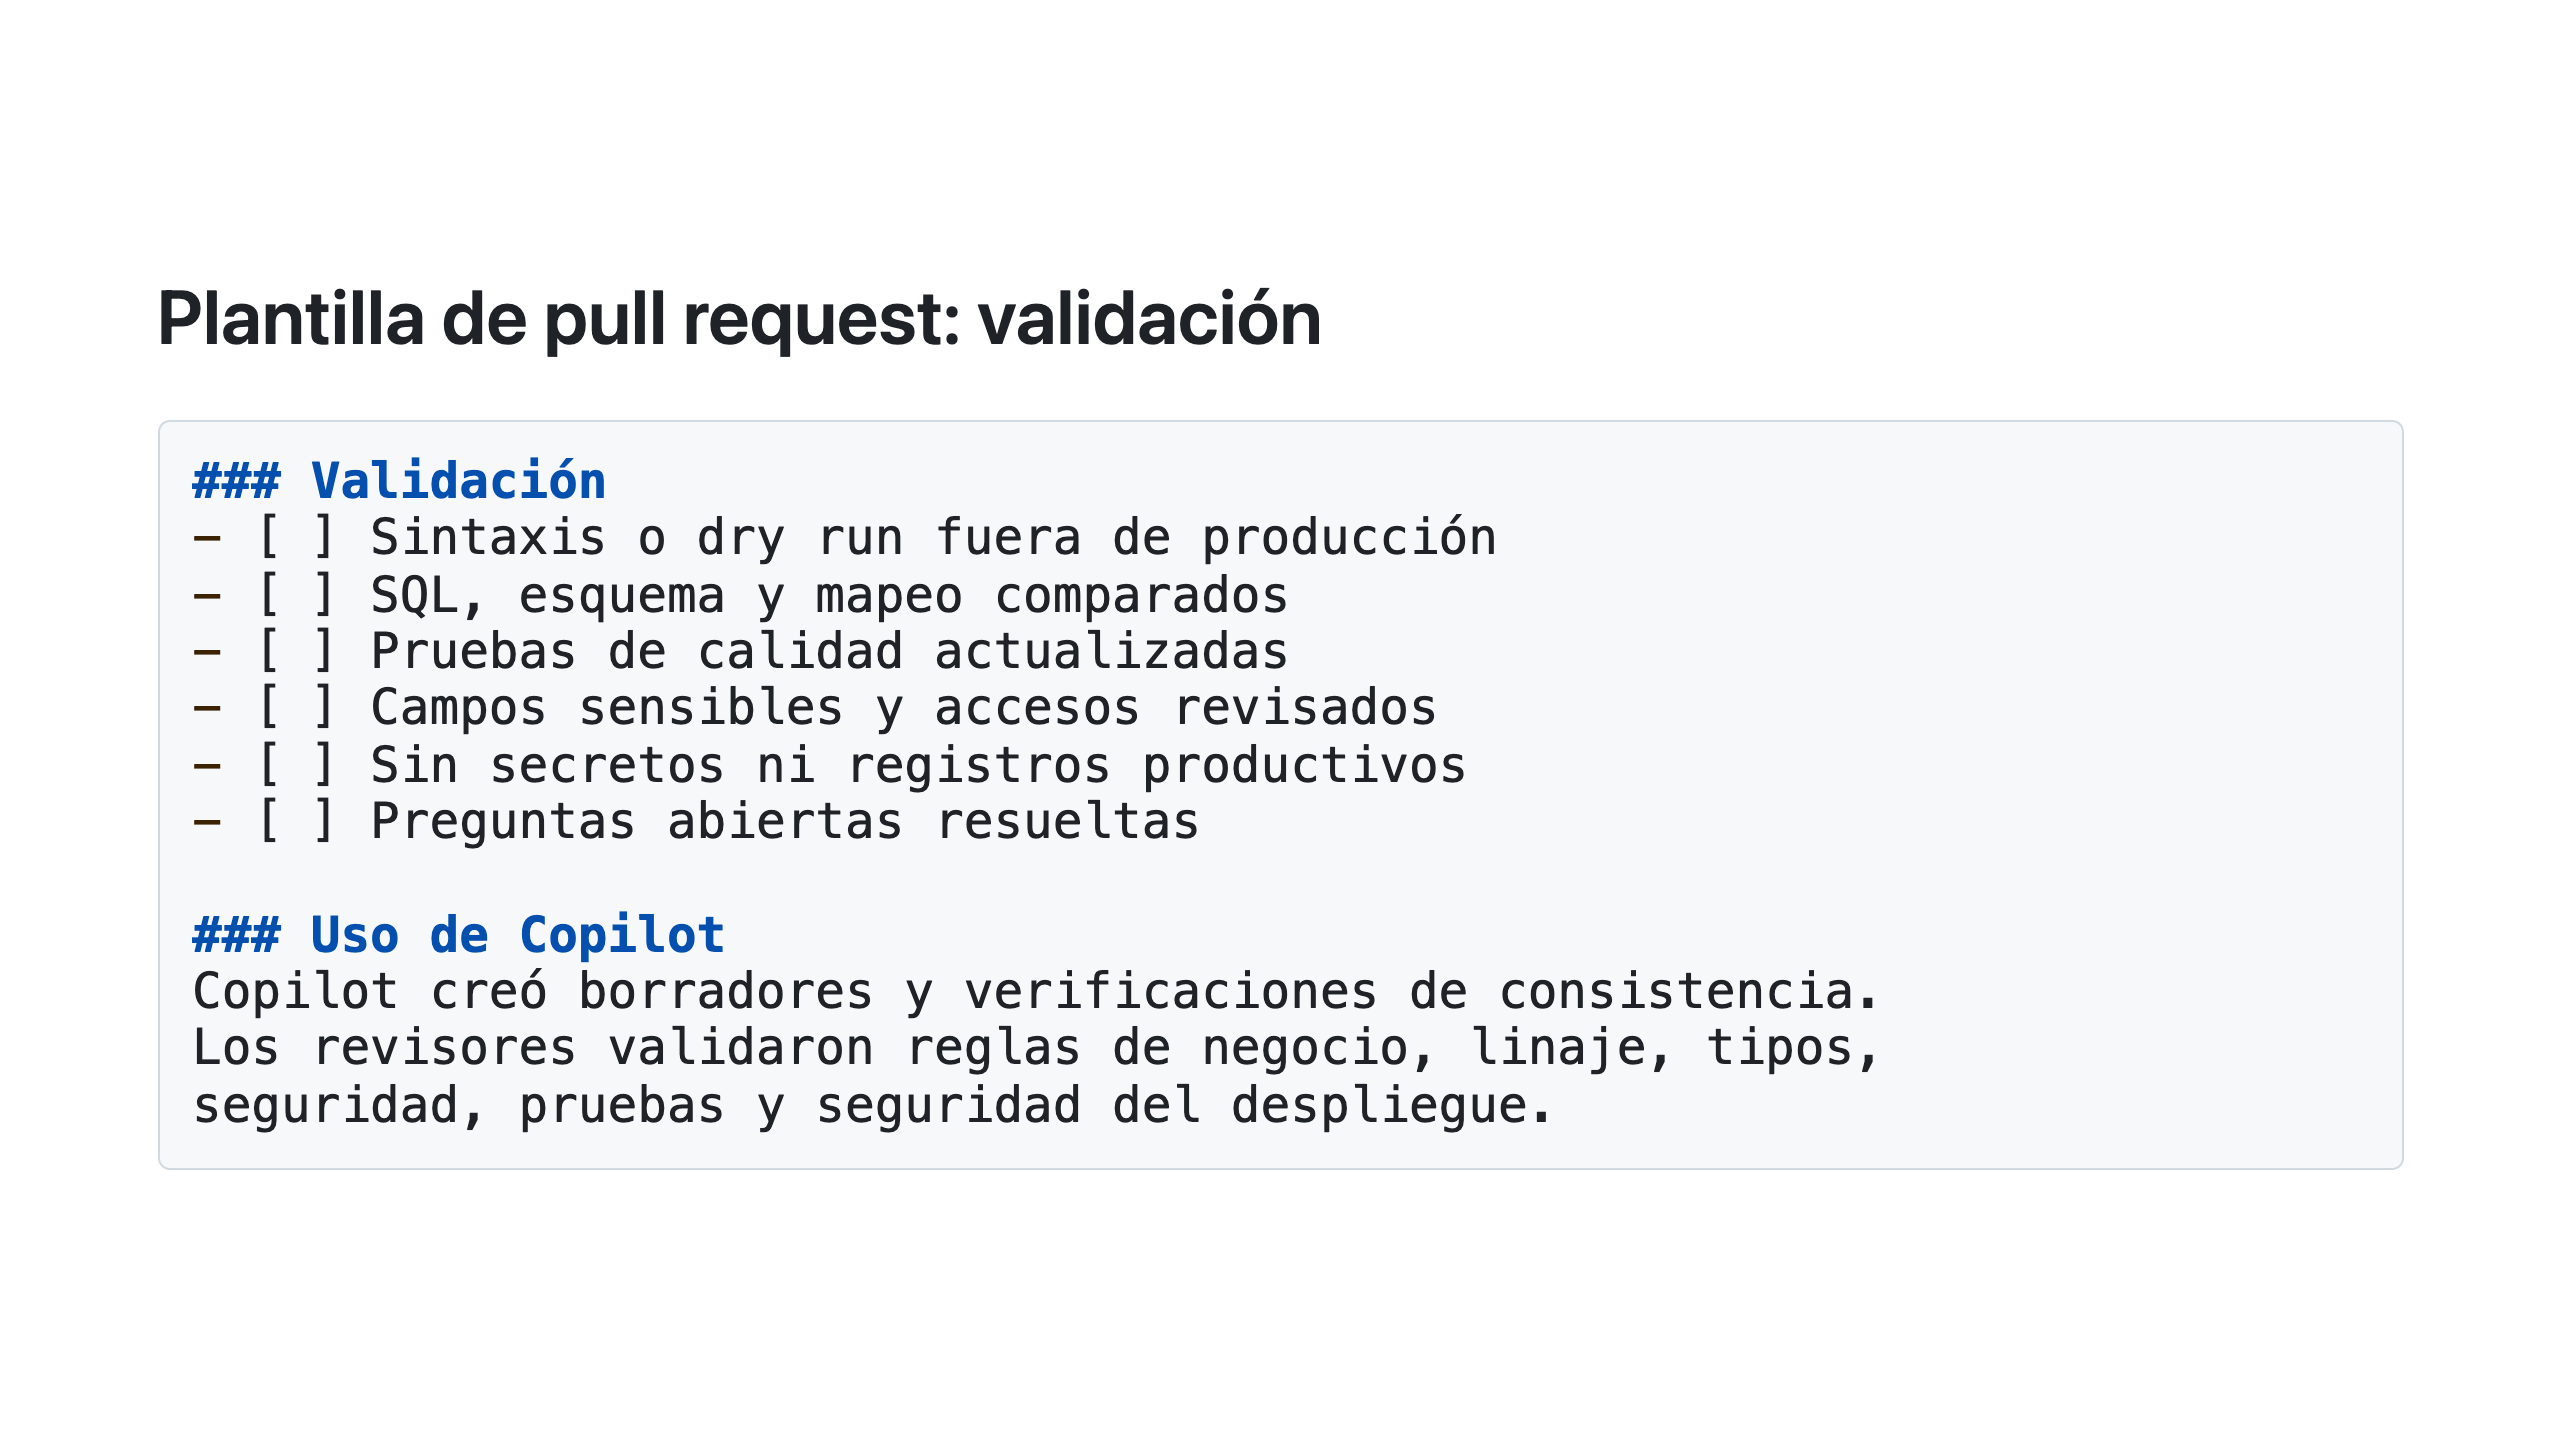 Plantilla de pull request: validación
### Validación
- [ ] Sintaxis o dry run fuera de producción
- [ ] SQL, esquema y mapeo comparados
- [ ] Pruebas de calidad actualizadas
- [ ] Campos sensibles y accesos revisados
- [ ] Sin secretos ni registros productivos
- [ ] Preguntas abiertas resueltas
### Uso de Copilot
Copilot creó borradores y verificaciones de consistencia.
Los revisores validaron reglas de negocio, linaje, tipos,
seguridad, pruebas y seguridad del despliegue.